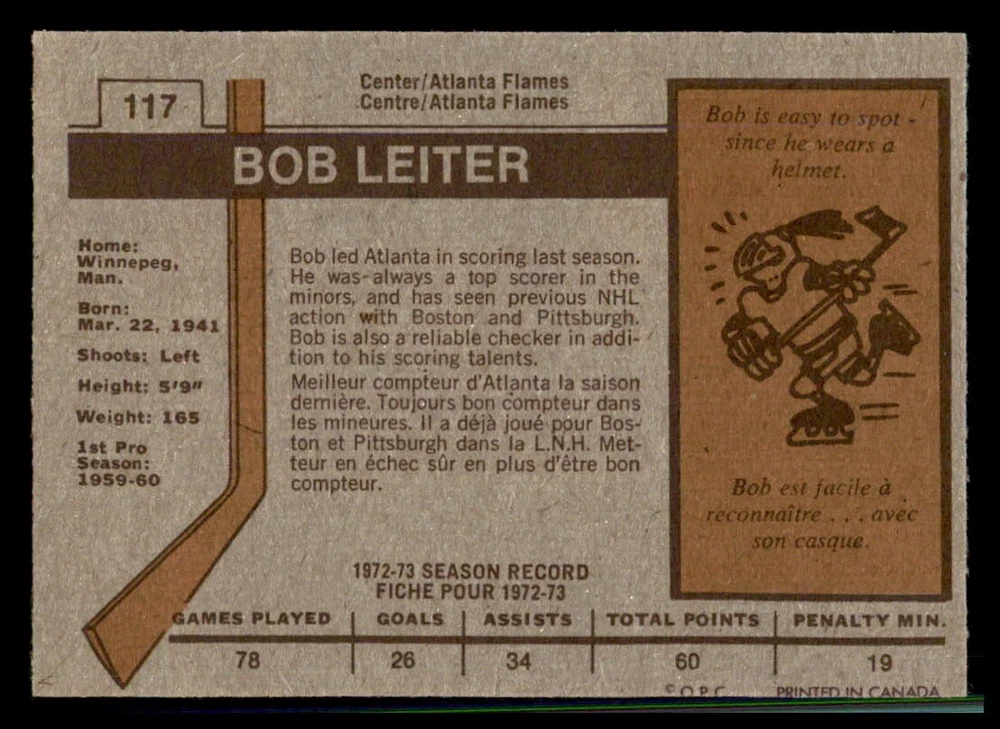 117
Center/Atlanta Flames
Centre/Atlanta Flames
BOB LEITER
Home:
Winnepeg,
Man.
Born:
Mar. 22, 1941
Shoots: Left
Height: 5'9"
Weight: 165
1st Pro
Season:
1959-60
Bob led Atlanta in scoring last season.
He was always a top scorer in the
minors, and has seen previous NHL
action with Boston and Pittsburgh.
Bob is also a reliable checker in addi-
tion to his scoring talents.
Meilleur compteur d'Atlanta la saison
dernière. Toujours bon compteur dans
les mineures. Il a déjà joué pour Bos-
ton et Pittsburgh dans la L.N.H. Met-
teur en échec sûr en plus d'être bon
compteur.
Bob is easy to spot -
since he wears a
helmet.
Bob est facile à
reconnaître . . . avec
son casque.
1972-73 SEASON RECORD
FICHE POUR 1972-73
GAMES PLAYED GOALS ASSISTS TOTAL POINTS PENALTY MIN.
78 26 34 60 19
© O.P.C. PRINTED IN CANADA